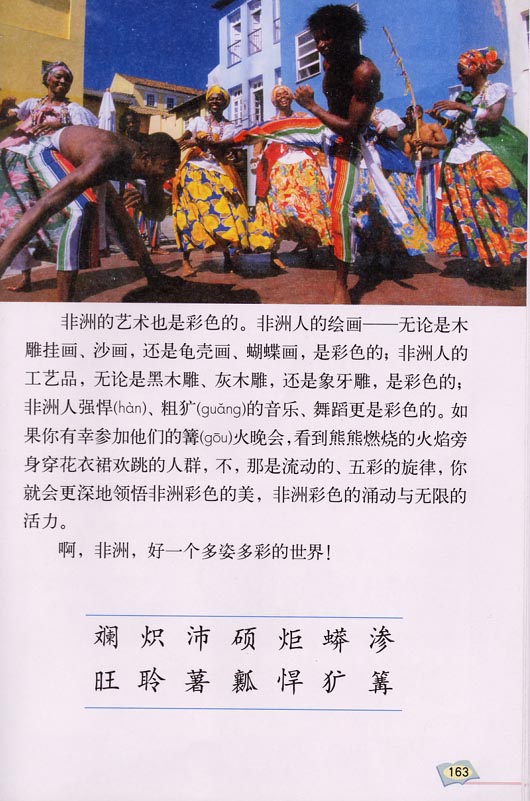 非洲的艺术也是彩色的。非洲人的绘画——无论是木
雕挂画、沙画，还是龟壳画、蝴蝶画，是彩色的；非洲人的
工艺品，无论是黑木雕、灰木雕，还是象牙雕，是彩色的；
非洲人强悍(hàn)、粗犷(guǎng)的音乐、舞蹈更是彩色的。如
果你有幸参加他们的篝(gōu)火晚会，看到熊熊燃烧的火焰旁
身穿花衣裙欢跳的人群，不，那是流动的、五彩的旋律，你
就会更深地领悟非洲彩色的美，非洲彩色的涌动与无限的
活力。
啊，非洲，好一个多姿多彩的世界！
斓 炽 沛 硕 炬 蟒 渗
旺 聆 薯 瓤 悍 犷 篝
163